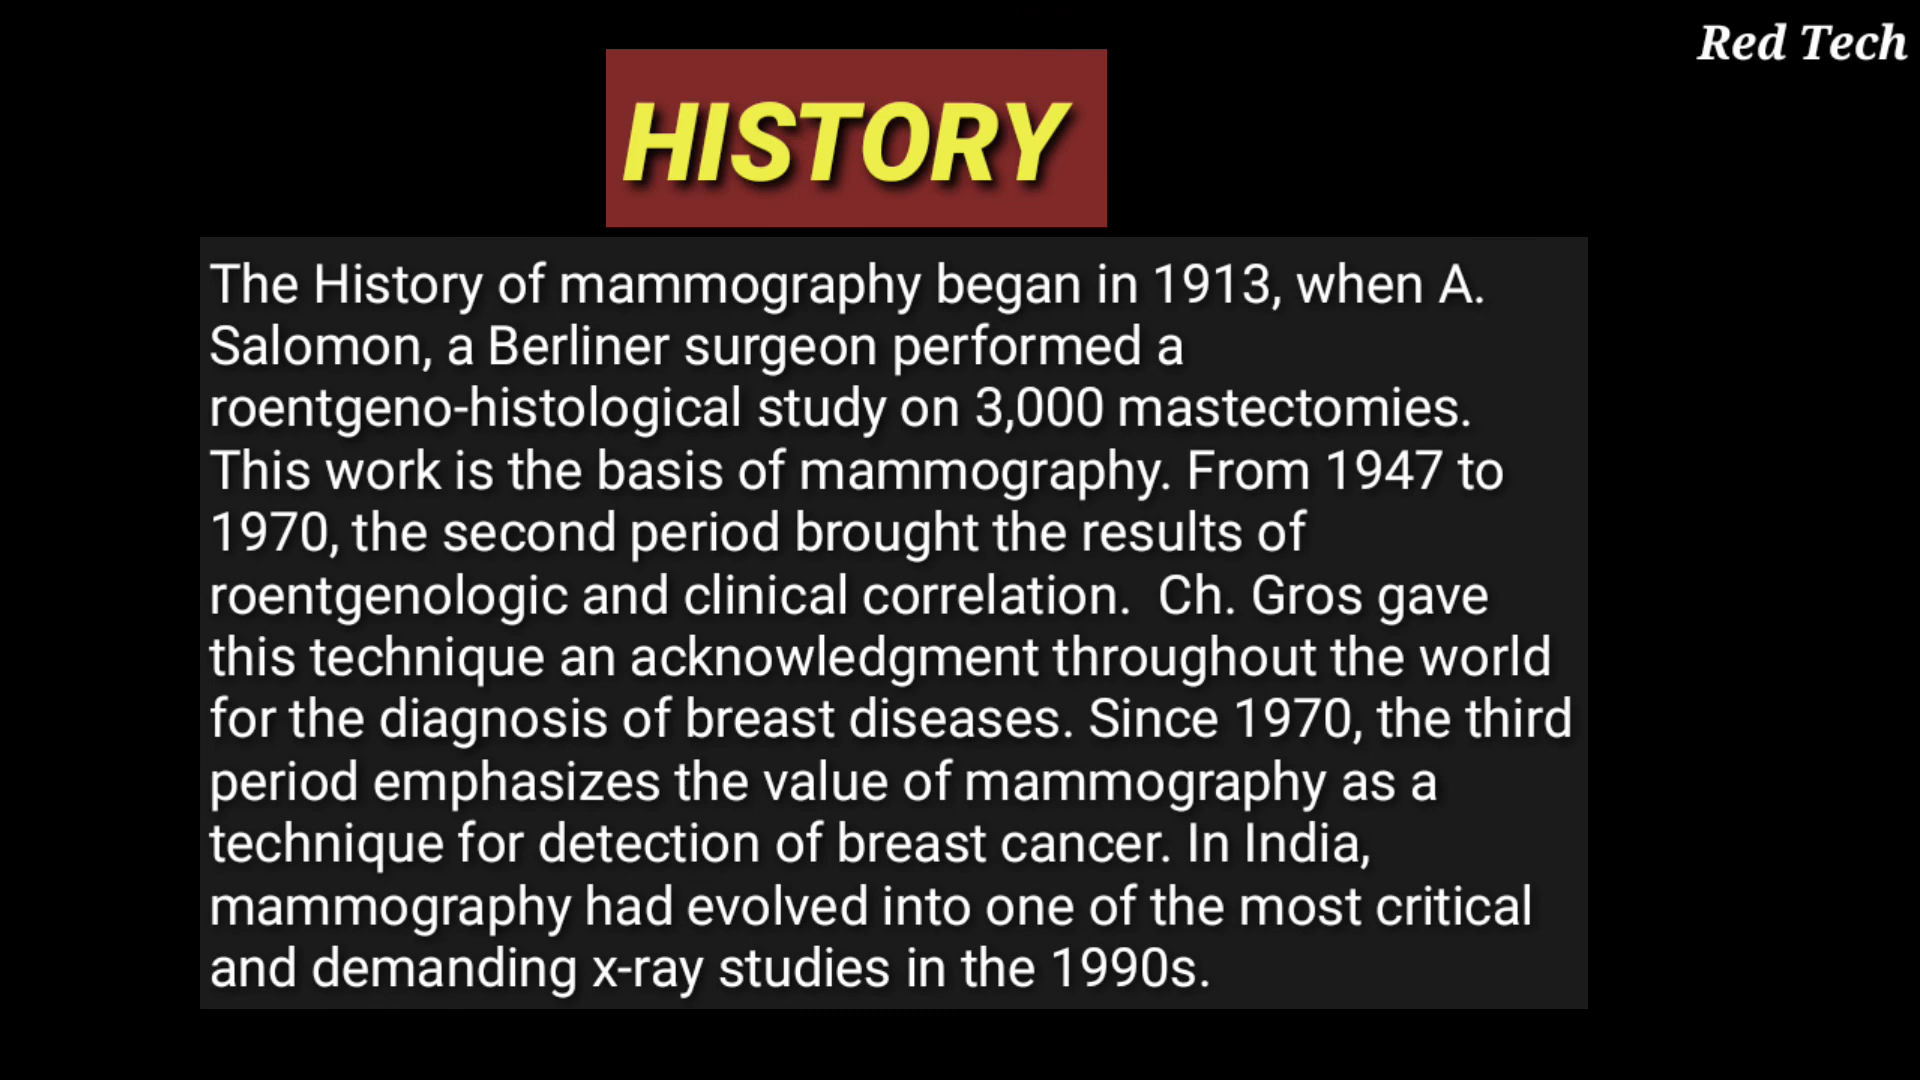 Red Tech
HISTORY
The History of mammography began in 1913, when A.
Salomon, a Berliner surgeon performed a
roentgeno-histological study on 3,000 mastectomies.
This work is the basis of mammography. From 1947 to
1970, the second period brought the results of
roentgenologic and clinical correlation.  Ch. Gros gave
this technique an acknowledgment throughout the world
for the diagnosis of breast diseases. Since 1970, the third
period emphasizes the value of mammography as a
technique for detection of breast cancer. In India,
mammography had evolved into one of the most critical
and demanding x-ray studies in the 1990s.